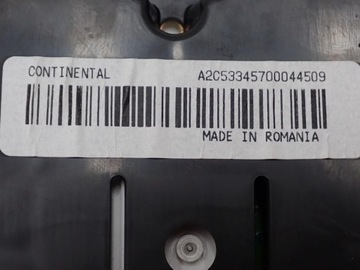 CONTINENTAL A2C53345700044509
MADE IN ROMANIA